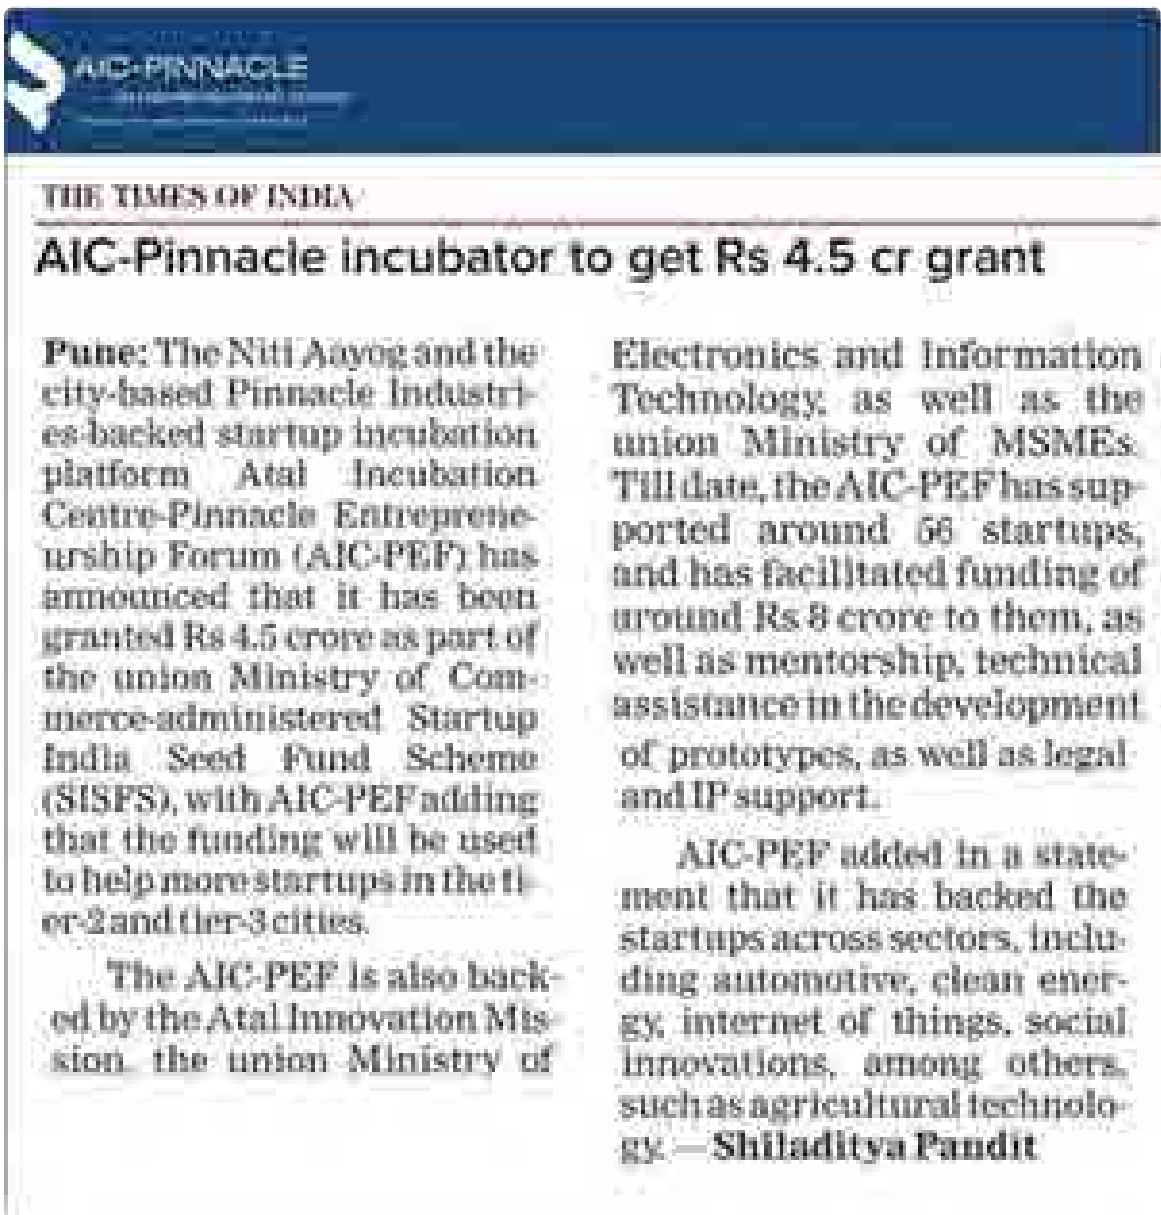 AIC-PINNACLE
THE TIMES OF INDIA
AIC-Pinnacle incubator to get Rs 4.5 cr grant
Pune: The Niti Aayog and the
city-based Pinnacle Industri-
es-backed startup incubation
platform Atal Incubation
Centre-Pinnacle Entreprene-
urship Forum (AIC-PEF) has
announced that it has been
granted Rs 4.5 crore as part of
the union Ministry of Com-
merce-administered Startup
India Seed Fund Scheme
(SISFS), with AIC-PEF adding
that the funding will be used
to help more startups in the ti-
er-2 and tier-3 cities.
The AIC-PEF is also back-
ed by the Atal Innovation Mis-
sion, the union Ministry of
Electronics and Information
Technology, as well as the
union Ministry of MSMEs.
Till date, the AIC-PEF has sup-
ported around 56 startups,
and has facilitated funding of
around Rs 8 crore to them, as
well as mentorship, technical
assistance in the development
of prototypes, as well as legal
and IP support.
AIC-PEF added in a state-
ment that it has backed the
startups across sectors, inclu-
ding automotive, clean ener-
gy, internet of things, social
innovations, among others,
such as agricultural technolo-
gy. — Shiladitya Pandit